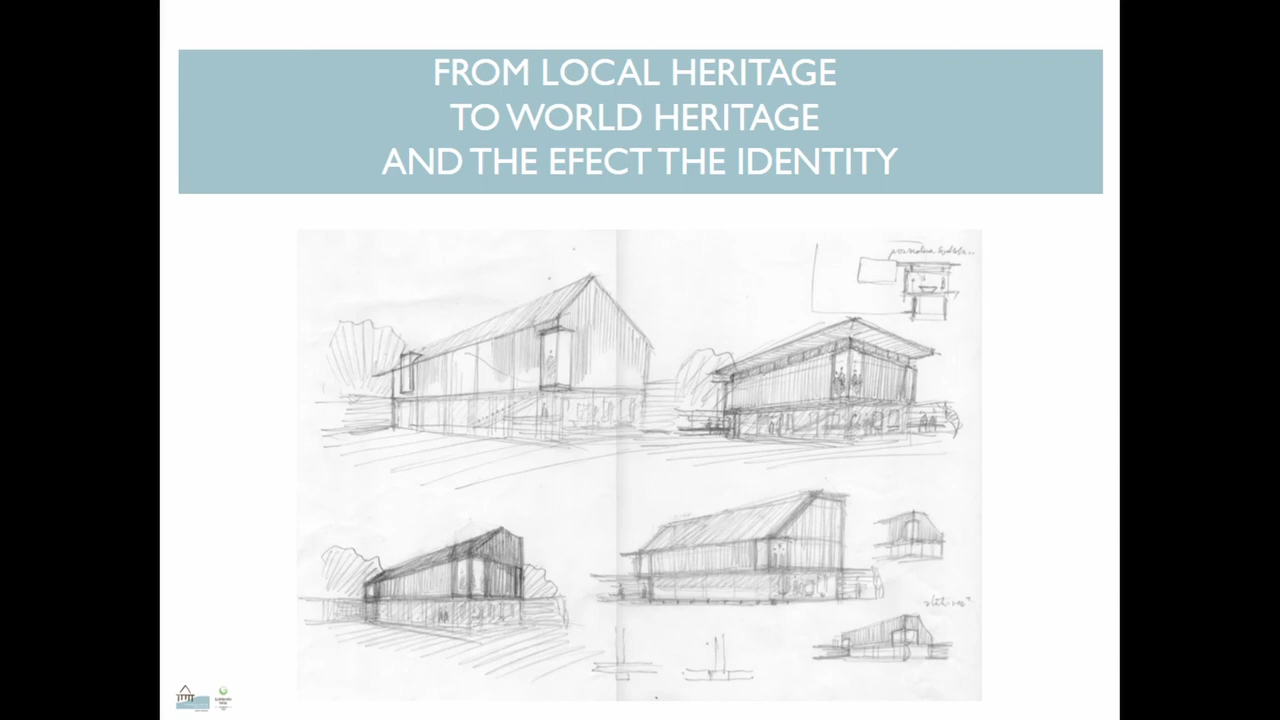 FROM LOCAL HERITAGE
TO WORLD HERITAGE
AND THE EFECT THE IDENTITY